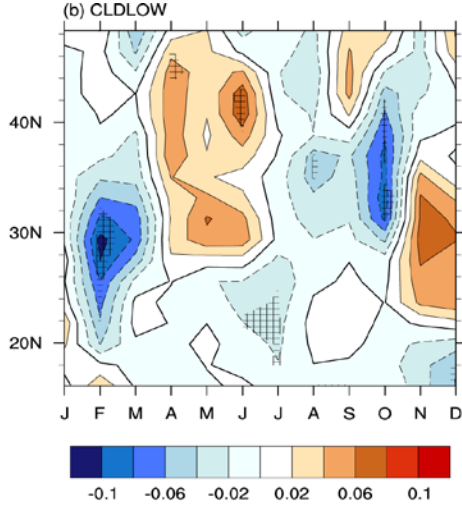 (b) CLDLOW
40N
30N
20N
J F M A M J J A S O N D
-0.1 -0.06 -0.02 0.02 0.06 0.1